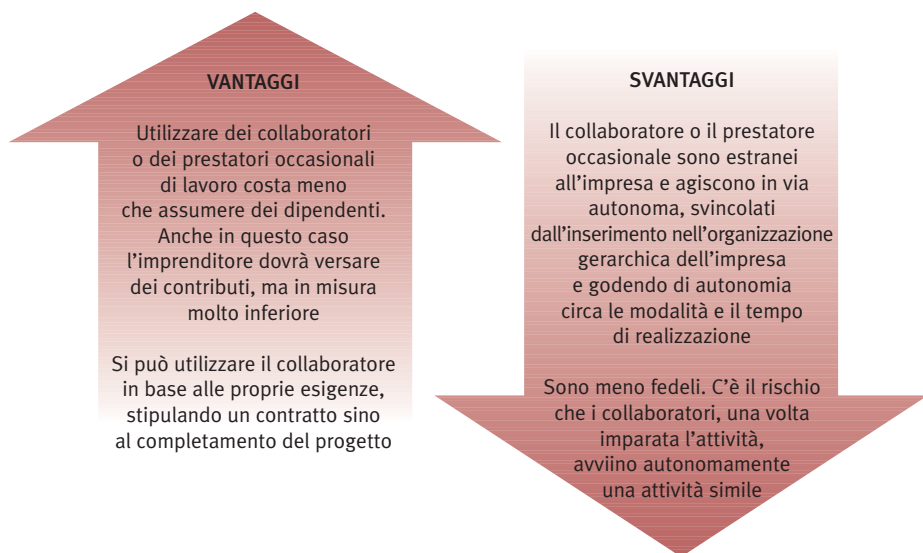 VANTAGGI
Utilizzare dei collaboratori
o dei prestatori occasionali
di lavoro costa meno
che assumere dei dipendenti.
Anche in questo caso
l’imprenditore dovrà versare
dei contributi, ma in misura
molto inferiore
Si può utilizzare il collaboratore
in base alle proprie esigenze,
stipulando un contratto sino
al completamento del progetto
SVANTAGGI
Il collaboratore o il prestatore
occasionale sono estranei
all’impresa e agiscono in via
autonoma, svincolati
dall’inserimento nell’organizzazione
gerarchica dell’impresa
e godendo di autonomia
circa le modalità e il tempo
di realizzazione
Sono meno fedeli. C’è il rischio
che i collaboratori, una volta
imparata l’attività,
avviino autonomamente
una attività simile